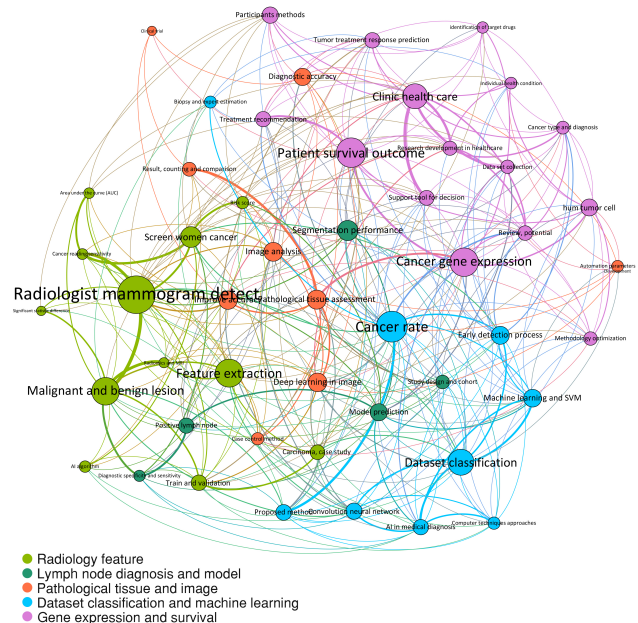 Participants methods
Identification of target drugs
Clinical trial
Tumor treatment response prediction
Diagnostic accuracy
Individual health condition
Clinic health care
Biopsy and expert estimation
Treatment recommendation
Cancer type and diagnosis
Research development in healthcare
Patient survival outcome
Result, counting and comparison
Data set collection
Area under the curve (AUC)
Support tool for decision
Risk score
hum tumor cell
Segmentation performance
Review, potential
Screen women cancer
Image analysis
Cancer reading sensitivity
Cancer gene expression
Automation parameters
Radiologist mammogram detect
Improve accuracy
Pathological tissue assessment
Significant statistic difference
Cancer rate
Early detection process
Methodology optimization
Feature extraction
Deep learning in image
Study design and cohort
Malignant and benign lesion
Machine learning and SVM
Model prediction
Positive lymph node
Case control method
Carcinoma, case study
Dataset classification
AI algorithm
Diagnostic specificity and sensitivity
Train and validation
Proposed method
Convolution neural network
AI in medical diagnosis
Computer techniques approaches
Radiology feature
Lymph node diagnosis and model
Pathological tissue and image
Dataset classification and machine learning
Gene expression and survival